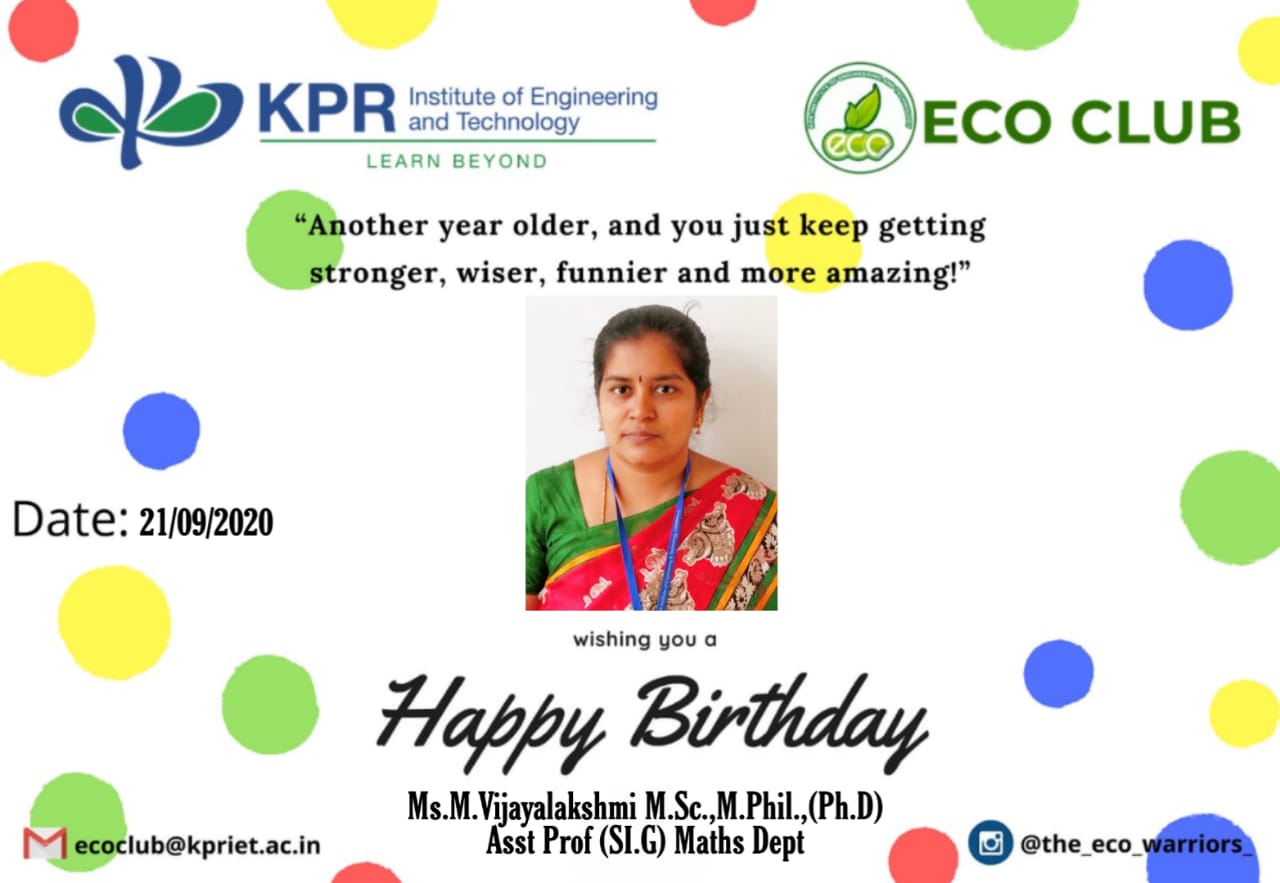 KPR Institute of Engineering
and Technology
LEARN BEYOND
eco
ECO CLUB
“Another year older, and you just keep getting
stronger, wiser, funnier and more amazing!”
Date: 21/09/2020
wishing you a
Happy Birthday
Ms.M.Vijayalakshmi M.Sc.,M.Phil.,(Ph.D)
Asst Prof (SI.G) Maths Dept
ecoclub@kpriet.ac.in
@the_eco_warriors_